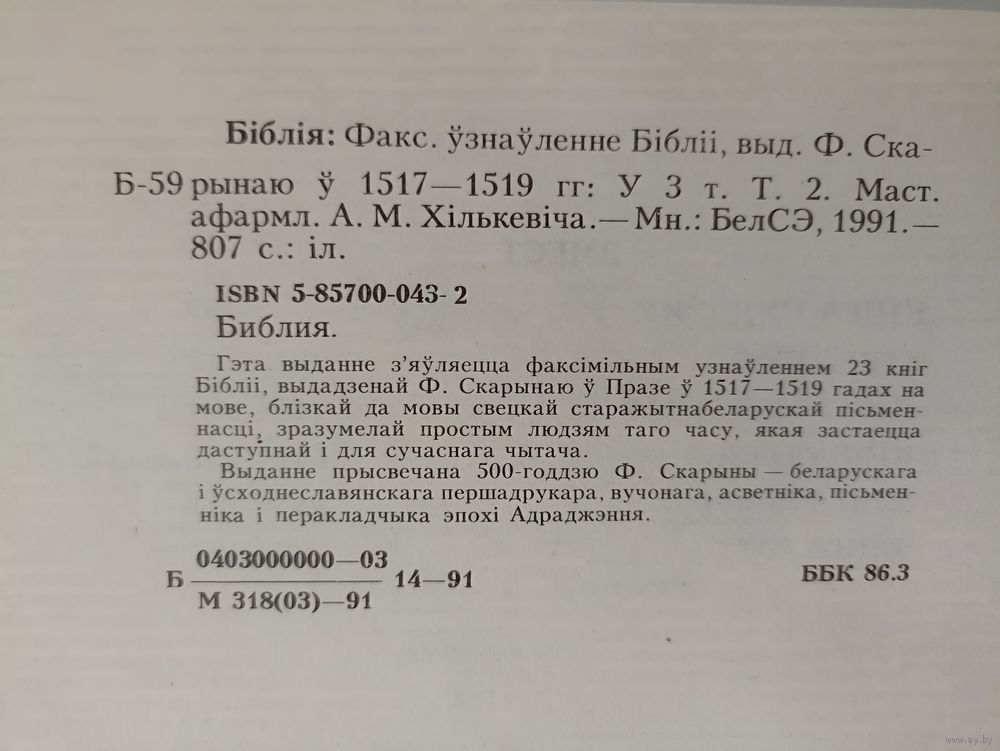 Біблія: Факс. ўзнаўленне Бібліі, выд. Ф. Ска-
Б-59 рынаю ў 1517—1519 гг: У 3 т. Т. 2. Маст.
афармл. А. М. Хількевіча.—Мн.: БелСЭ, 1991.—
807 с.: іл.
ISBN 5-85700-043-2
Библия.
Гэта выданне з’яўляецца факсімільным узнаўленнем 23 кніг
Бібліі, выдадзенай Ф. Скарынаю ў Празе ў 1517—1519 гадах на
мове, блізкай да мовы свецкай старажытнабеларускай пісьмен-
насці, зразумелай простым людзям таго часу, якая застаецца
даступнай і для сучаснага чытача.
Выданне прысвечана 500-годдзю Ф. Скарыны — беларускага
і ўсходнеславянскага першадрукара, вучонага, асветніка, пісьмен-
ніка і перакладчыка эпохі Адраджэння.
0403000000—03
Б 14—91
М 318(03)—91
ББК 86.3
www.ay.by